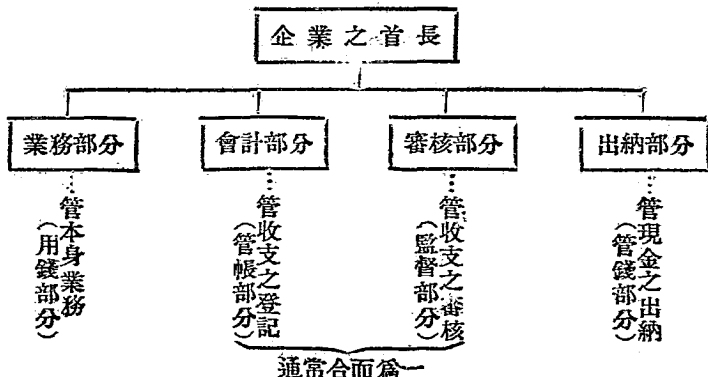 企業之首長
業務部分
會計部分
審核部分
出納部分
管本身業務
（用錢部分）
管收支之登記
（管帳部分）
管收支之審核
（監督部分）
管現金之出納
（管錢部分）
通常合而爲一